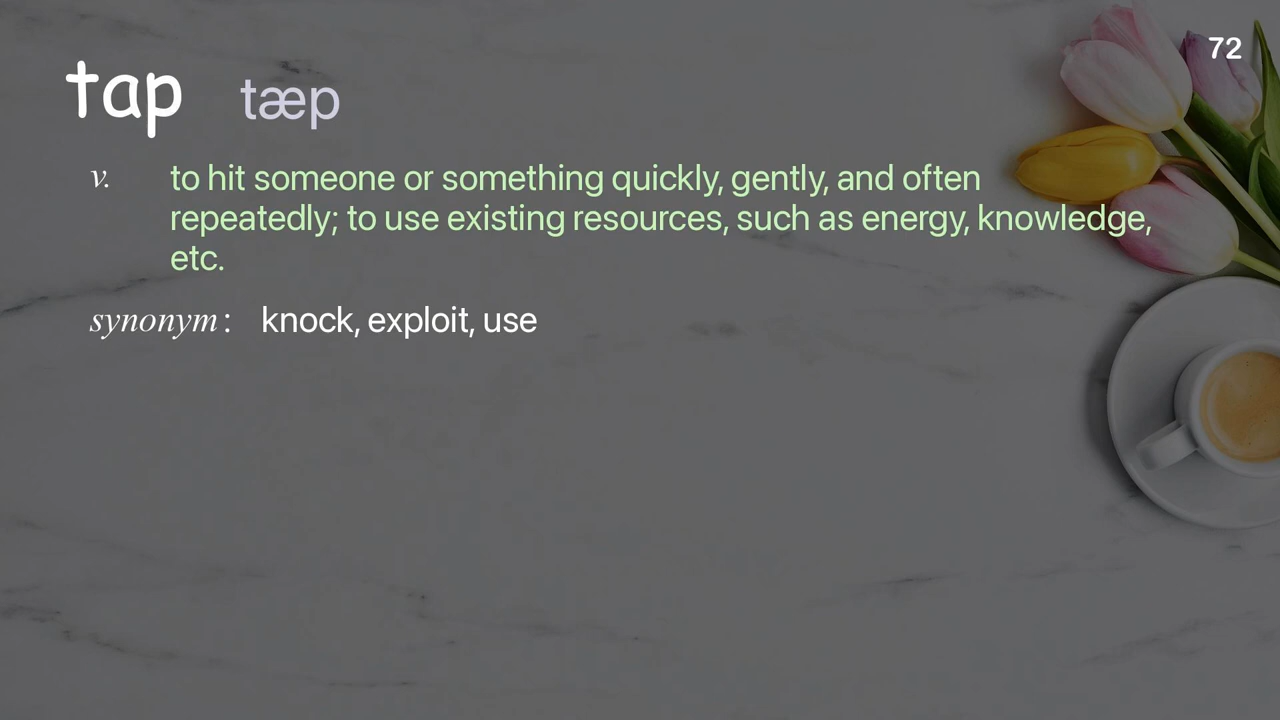 72
tap tæp
v. to hit someone or something quickly, gently, and often
repeatedly; to use existing resources, such as energy, knowledge,
etc.
synonym : knock, exploit, use